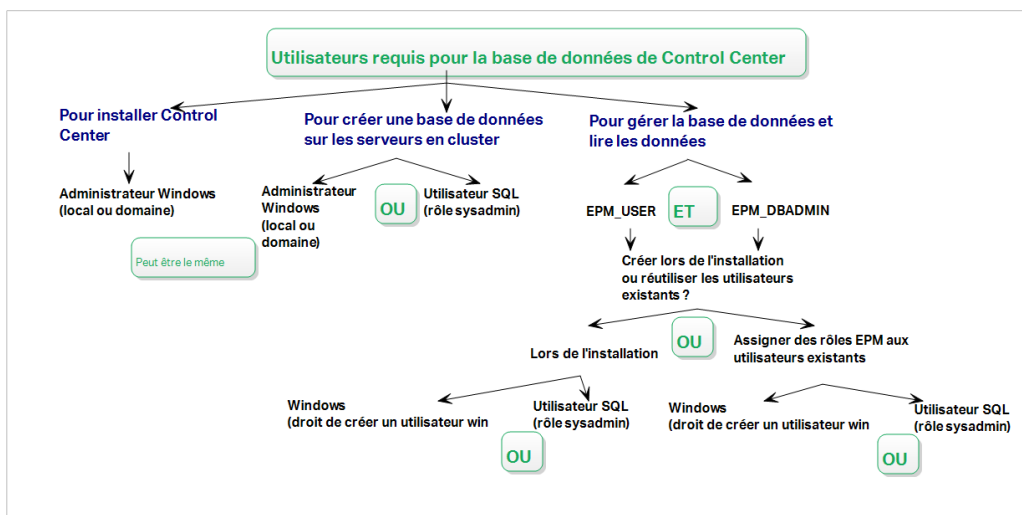 Utilisateurs requis pour la base de données de Control Center
Pour installer Control
Center
Administrateur Windows
(local ou domaine)
Peut être le même
Pour créer une base de données
sur les serveurs en cluster
Administrateur
Windows
(local ou
domaine)
OU
Utilisateur SQL
(rôle sysadmin)
Pour gérer la base de données et
lire les données
EPM_USER
ET
EPM_DBADMIN
Créer lors de l'installation
ou réutiliser les utilisateurs
existants ?
Lors de l'installation
OU
Assigner des rôles EPM aux
utilisateurs existants
Windows
(droit de créer un utilisateur win
OU
Utilisateur SQL
(rôle sysadmin)
Windows
(droit de créer un utilisateur win
OU
Utilisateur SQL
(rôle sysadmin)